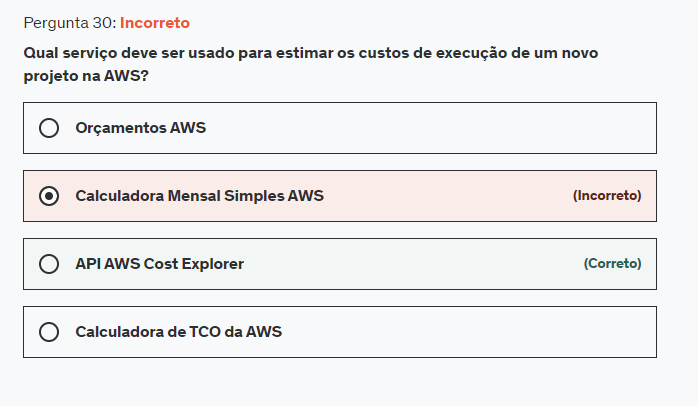 Pergunta 30: Incorreto
Qual serviço deve ser usado para estimar os custos de execução de um novo
projeto na AWS?
Orçamentos AWS
Calculadora Mensal Simples AWS (Incorreto)
API AWS Cost Explorer (Correto)
Calculadora de TCO da AWS